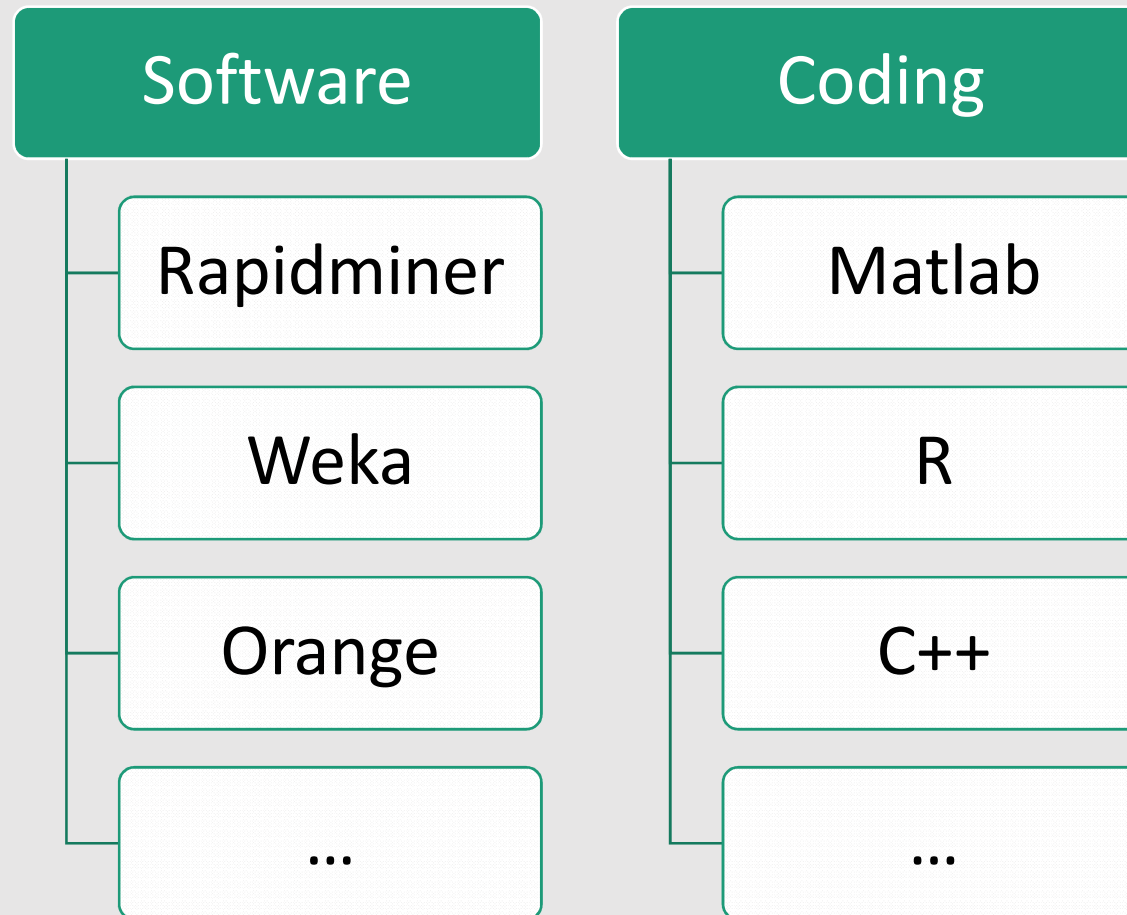 Software
Rapidminer
Weka
Orange
...
Coding
Matlab
R
C++
...